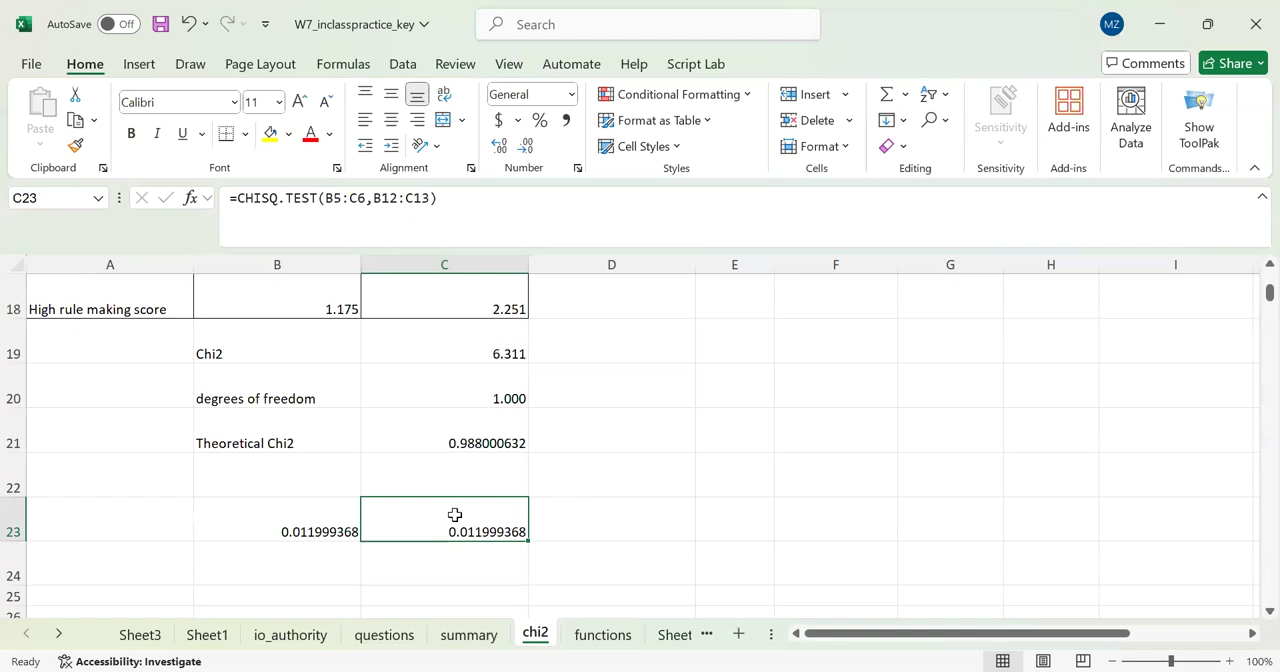 AutoSave Off W7_inclasspractice_key Search MZ
File Home Insert Draw Page Layout Formulas Data Review View Automate Help Script Lab Comments Share
Paste Calibri 11 General Conditional Formatting Insert Sensitivity Add-ins Analyze Data Show ToolPak
B I U A $ % , Format as Table Delete
Cell Styles Format
Clipboard Font Alignment Number Styles Cells Editing Sensitivity Add-ins Commands...
C23 fx =CHISQ.TEST(B5:C6,B12:C13)
A B C D E F G H I
18 High rule making score 1.175 2.251
19 Chi2 6.311
20 degrees of freedom 1.000
21 Theoretical Chi2 0.988000632
22
23 0.011999368 0.011999368
24
25
26
Sheet3 Sheet1 io_authority questions summary chi2 functions Sheet ...
Ready Accessibility: Investigate 100%